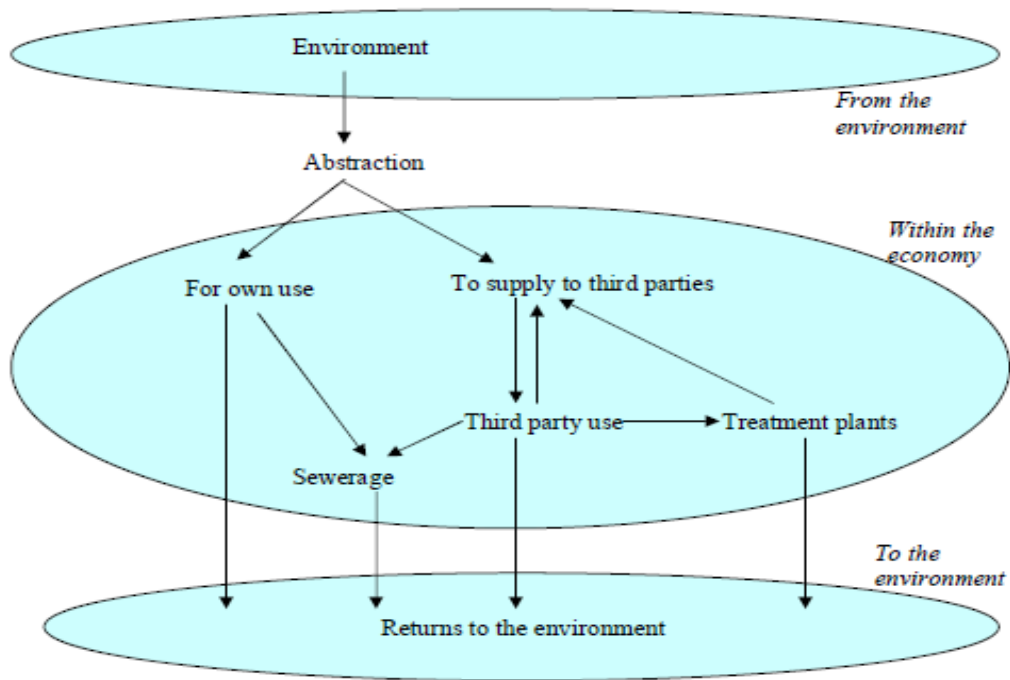 Environment
From the
environment
Abstraction
Within the
economy
For own use
To supply to third parties
Third party use
Treatment plants
Sewerage
To the
environment
Returns to the environment